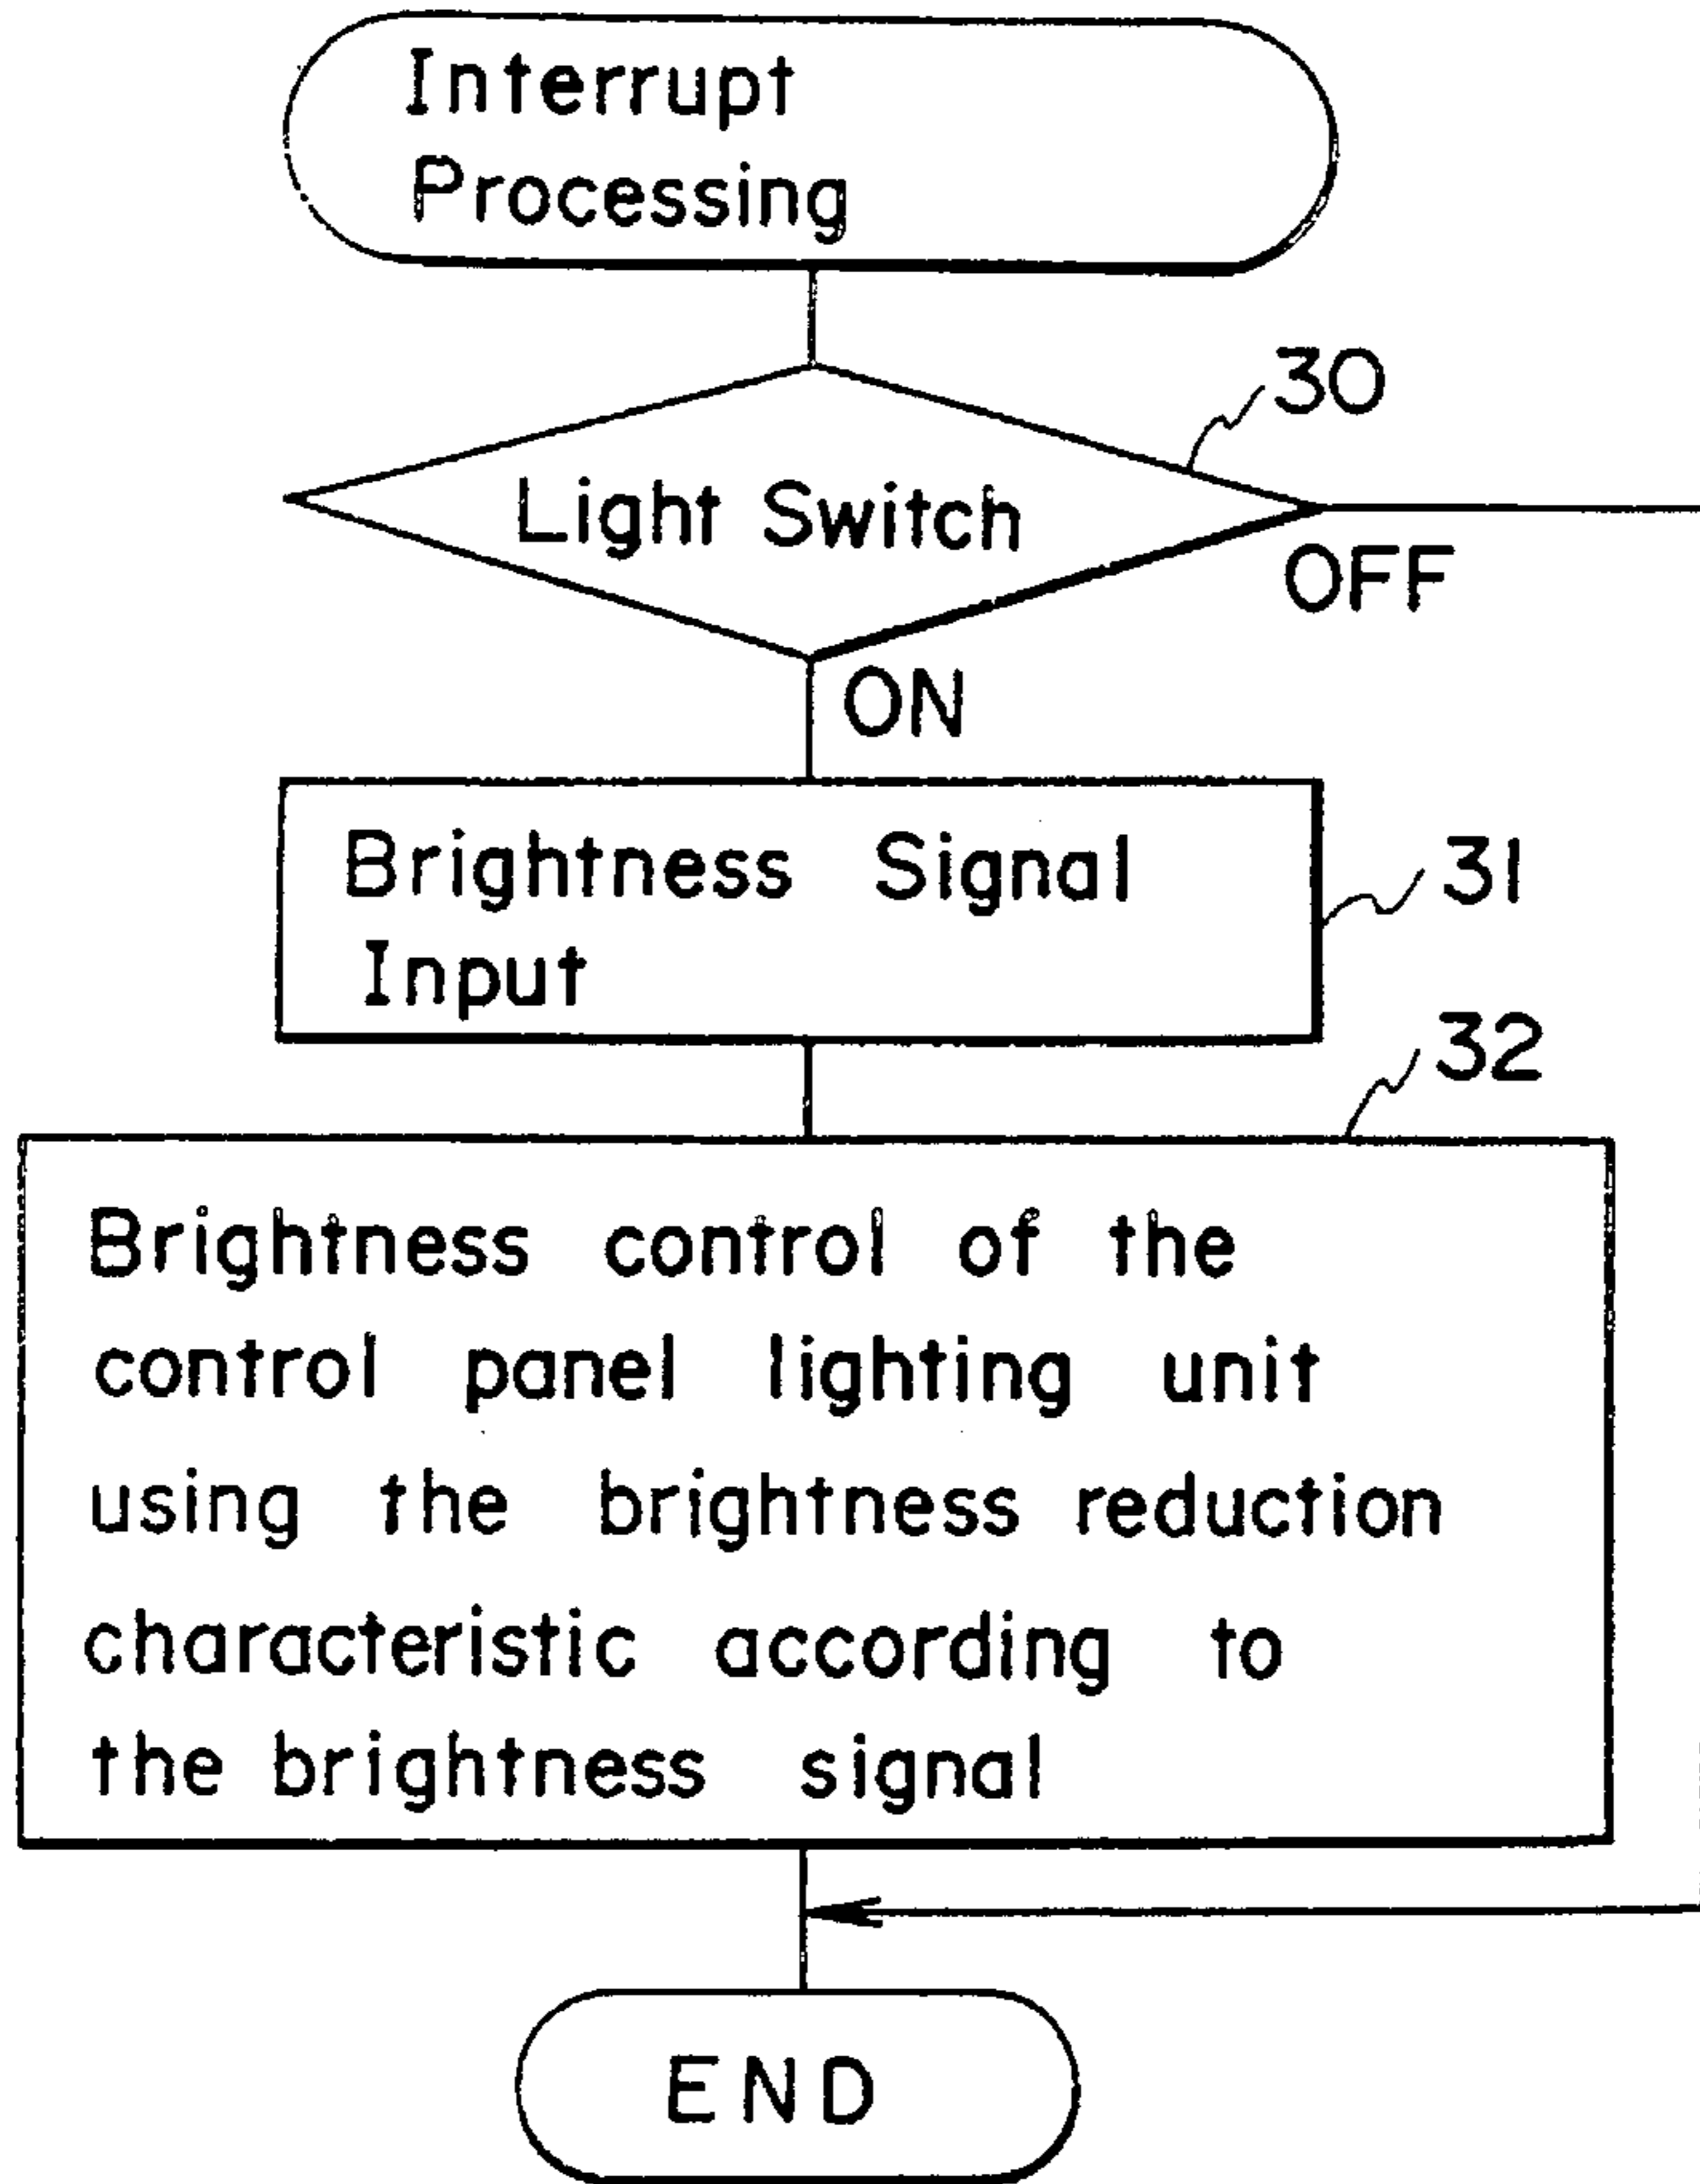 Interrupt
Processing
30
Light Switch
OFF
ON
Brightness Signal
Input
31
32
Brightness control of the
control panel lighting unit
using the brightness reduction
characteristic according to
the brightness signal
END